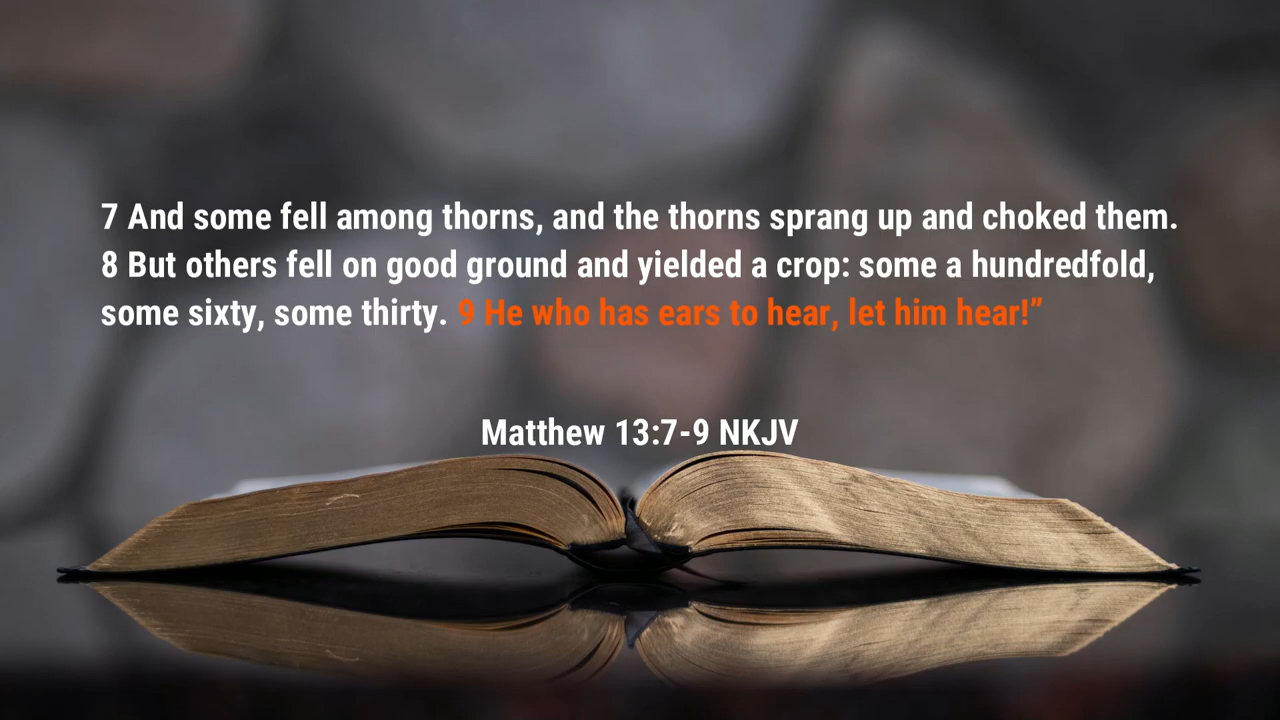 7 And some fell among thorns, and the thorns sprang up and choked them.
8 But others fell on good ground and yielded a crop: some a hundredfold,
some sixty, some thirty. 9 He who has ears to hear, let him hear!”
Matthew 13:7-9 NKJV